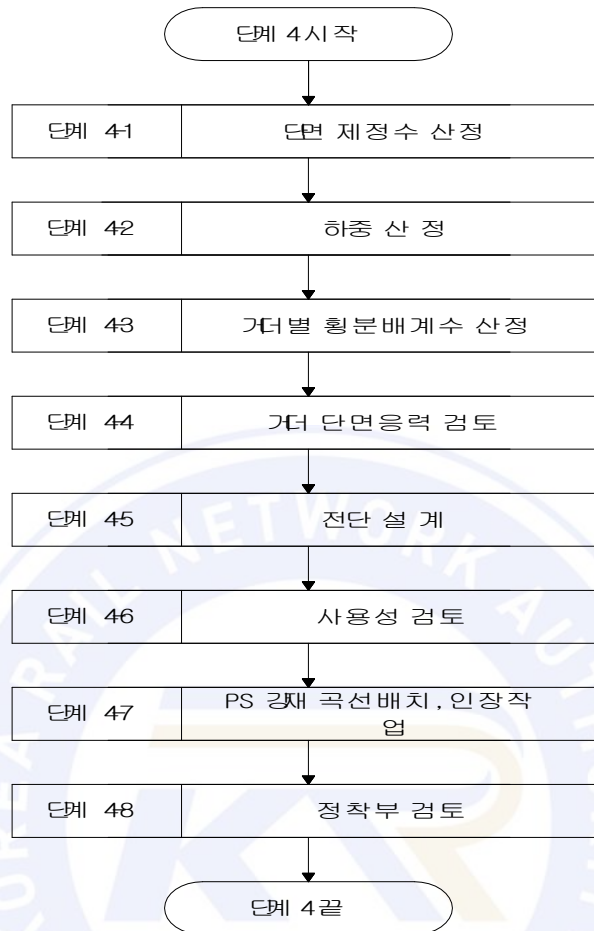 단계 4시작
단계 4-1 단면 제정수 산정
단계 4-2 하중 산 정
단계 4-3 거더별 횡분배계수 산정
단계 4-4 거더 단면응력 검토
단계 4-5 전단 설 계
단계 4-6 사용성 검토
단계 4-7 PS 강재 곡선배치, 인장작
업
단계 4-8 정착부 검토
단계 4끝
KOREA RAIL NETWORK AUTHORITY
KR